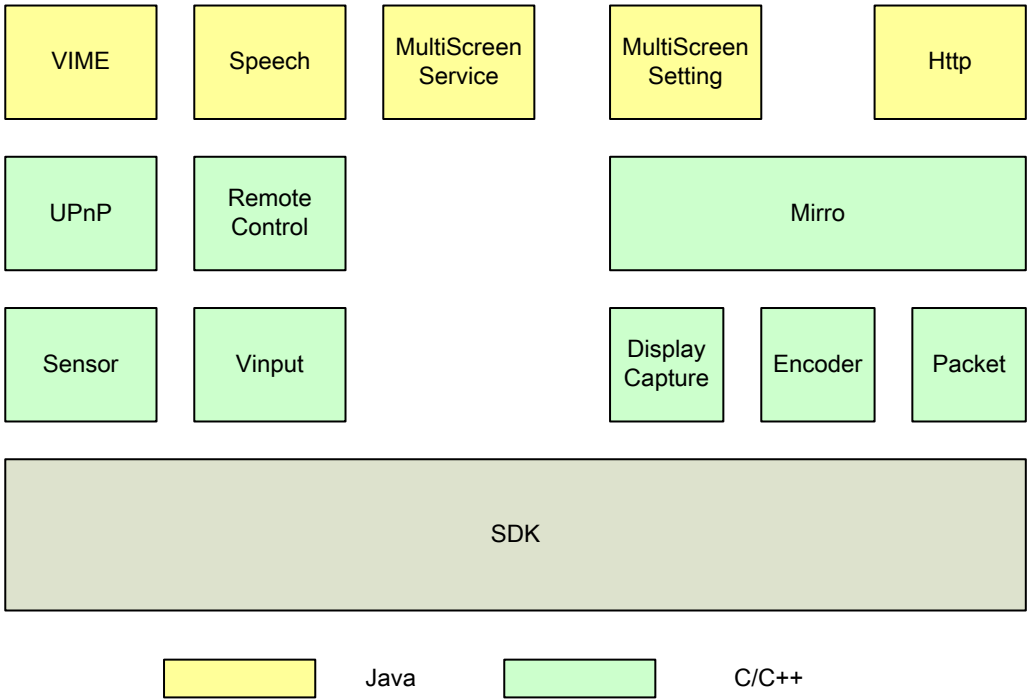 VIME
Speech
MultiScreen
Service
MultiScreen
Setting
Http
UPnP
Remote
Control
Mirro
Sensor
Vinput
Display
Capture
Encoder
Packet
SDK
Java
C/C++